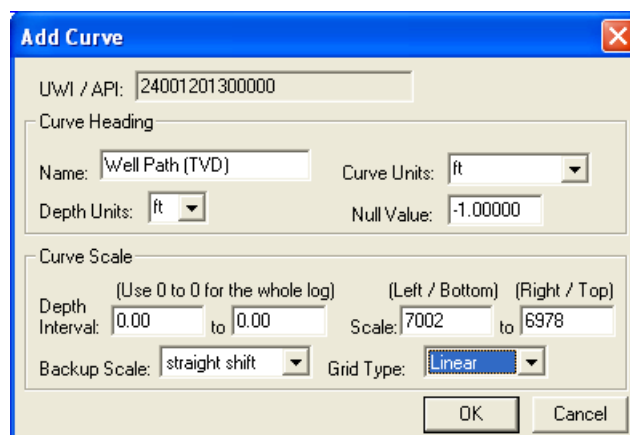 Add Curve
UWI / API: 24001201300000
Curve Heading
Name: Well Path (TVD) Curve Units: ft
Depth Units: ft Null Value: -1.00000
Curve Scale
(Use 0 to 0 for the whole log) (Left / Bottom) (Right / Top)
Depth Interval: 0.00 to 0.00 Scale: 7002 to 6978
Backup Scale: straight shift Grid Type: Linear
OK Cancel